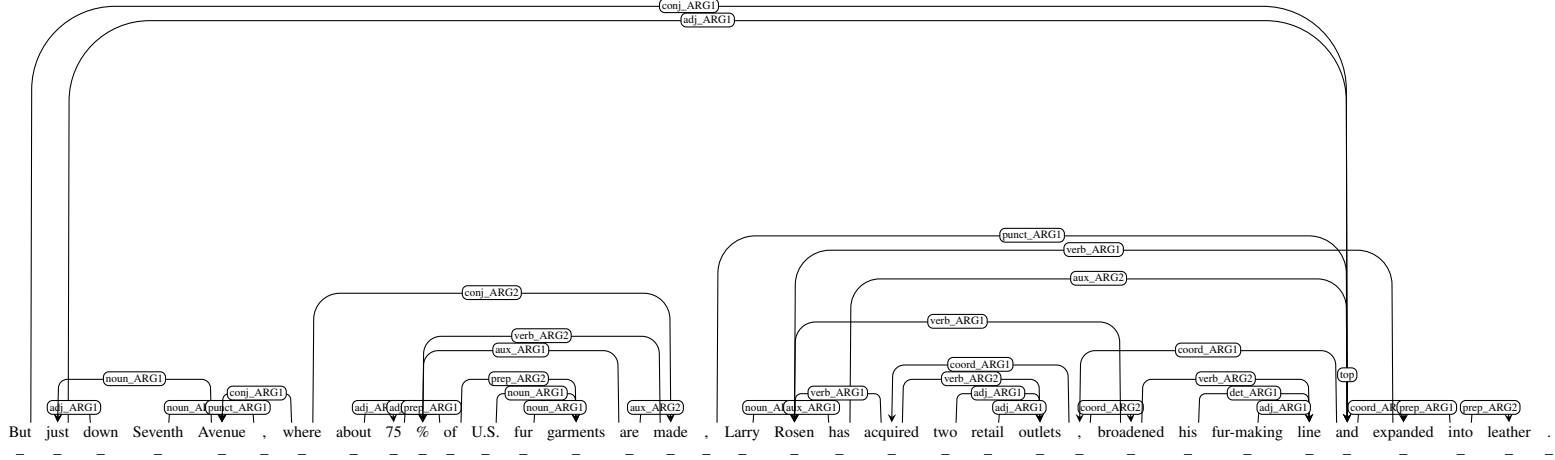 conj_ARG1
adj_ARG1
punct_ARG1
verb_ARG1
aux_ARG2
conj_ARG2
verb_ARG1
verb_ARG2
aux_ARG1 coord_ARG1
coord_ARG1
top
noun_ARG1 prep_ARG2 verb_ARG2 verb_ARG2
conj_ARG1 noun_ARG1 verb_ARG1 adj_ARG1 det_ARG1
adj_ARG1 punct_ARG1 prep_ARG1 noun_ARG1 aux_ARG2 aux_ARG1 adj_ARG1 coord_ARG2 adj_ARG1 prep_ARG1 prep_ARG2
But just down Seventh Avenue , where about 75 % of U.S. fur garments are made , Larry Rosen has acquired two retail outlets , broadened his fur-making line and expanded into leather .